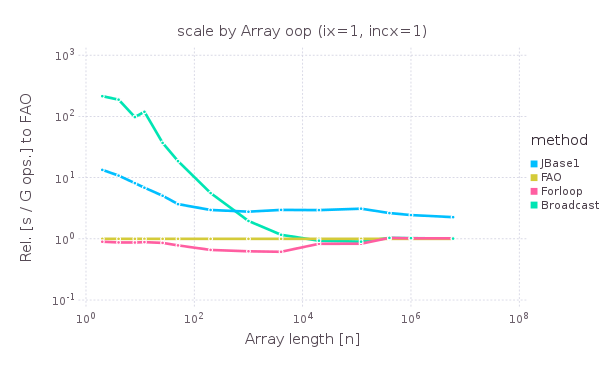 scale by Array oop (ix=1, incx=1)
Rel. [s / G ops.] to FAO
10^3
10^2
10^1
10^0
10^-1
10^0
10^2
10^4
10^6
10^8
Array length [n]
method
JBase1
FAO
Forloop
Broadcast